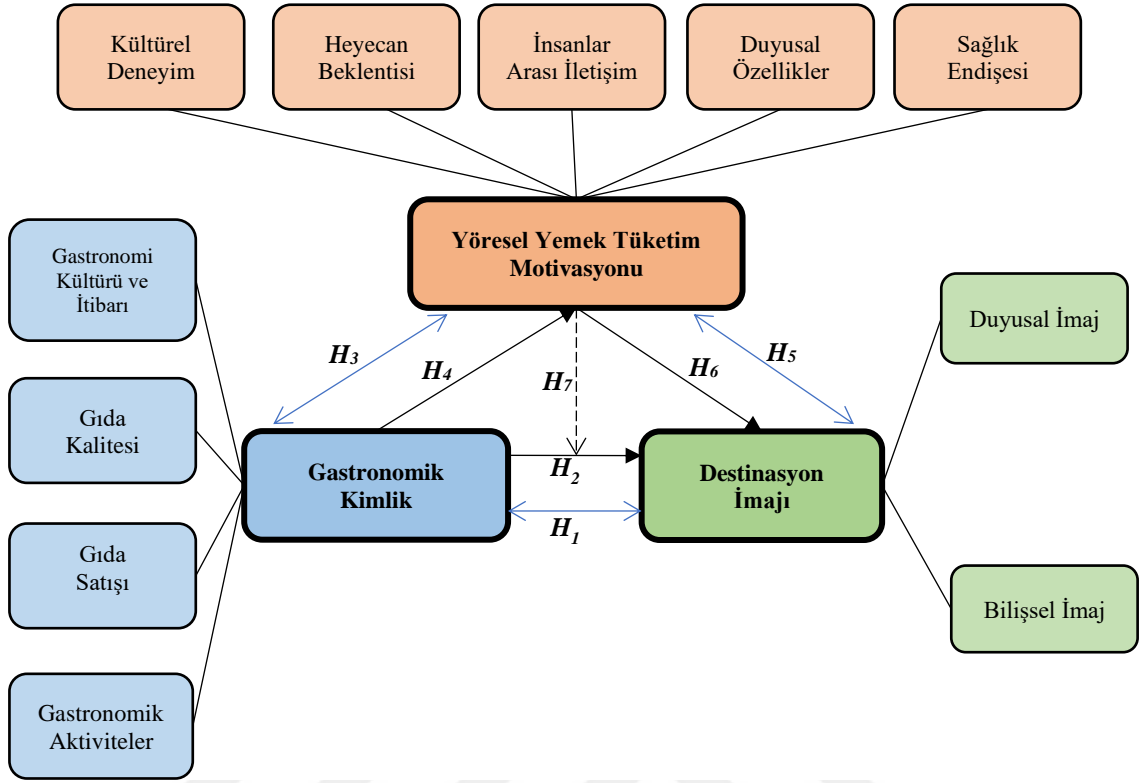 Kültürel
Deneyim
Heyecan
Beklentisi
İnsanlar
Arası İletişim
Duyusal
Özellikler
Sağlık
Endişesi
Yöresel Yemek Tüketim
Motivasyonu
Gastronomi
Kültürü ve
İtibarı
Gıda
Kalitesi
Gıda
Satışı
Gastronomik
Aktiviteler
H3
H4
H7
H6
H5
Gastronomik
Kimlik
H2
H1
Destinasyon
İmajı
Duyusal İmaj
Bilişsel İmaj